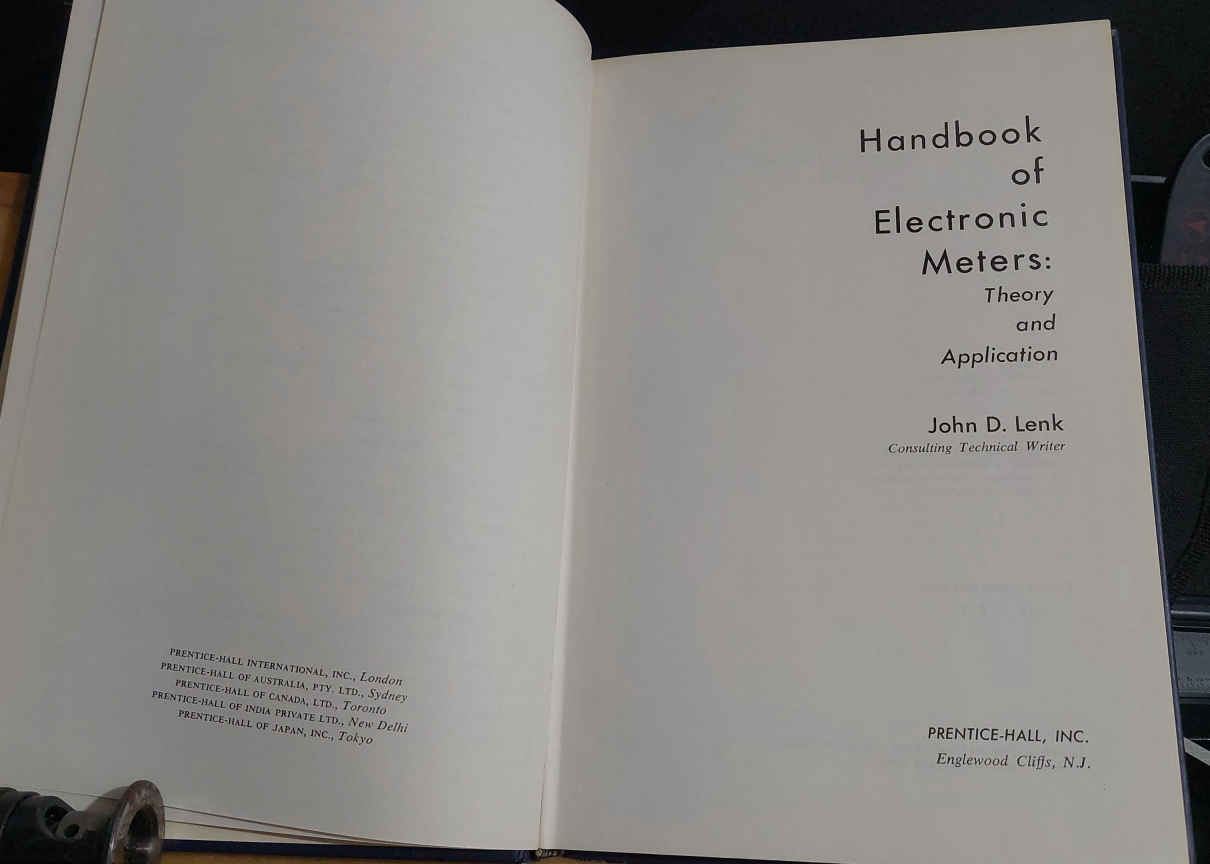 PRENTICE-HALL INTERNATIONAL, INC., London
PRENTICE-HALL OF AUSTRALIA, PTY. LTD., Sydney
PRENTICE-HALL OF CANADA, LTD., Toronto
PRENTICE-HALL OF INDIA PRIVATE LTD., New Delhi
PRENTICE-HALL OF JAPAN, INC., Tokyo
Handbook
of
Electronic
Meters:
Theory
and
Application
John D. Lenk
Consulting Technical Writer
PRENTICE-HALL, INC.
Englewood Cliffs, N.J.